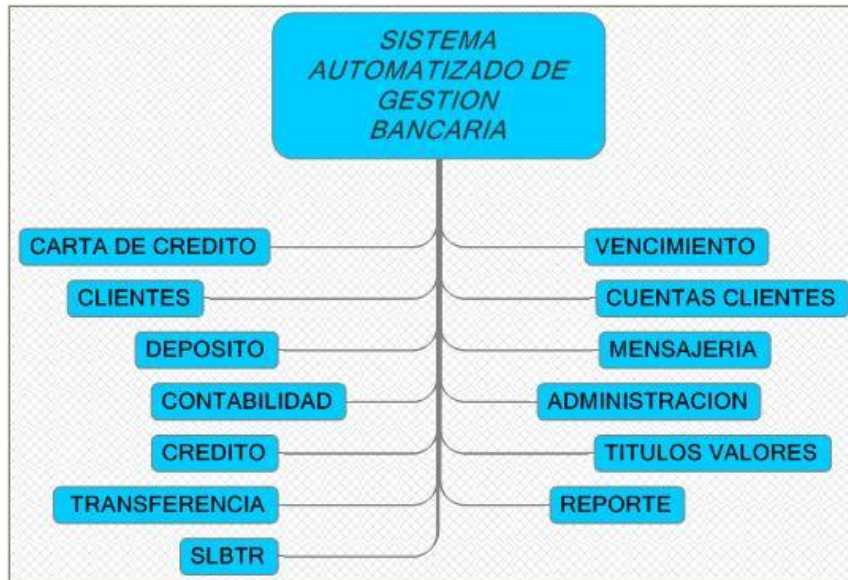 SISTEMA
AUTOMATIZADO DE
GESTION
BANCARIA
CARTA DE CREDITO
VENCIMIENTO
CLIENTES
CUENTAS CLIENTES
DEPOSITO
MENSAJERIA
CONTABILIDAD
ADMINISTRACION
CREDITO
TITULOS VALORES
TRANSFERENCIA
REPORTE
SLBTR